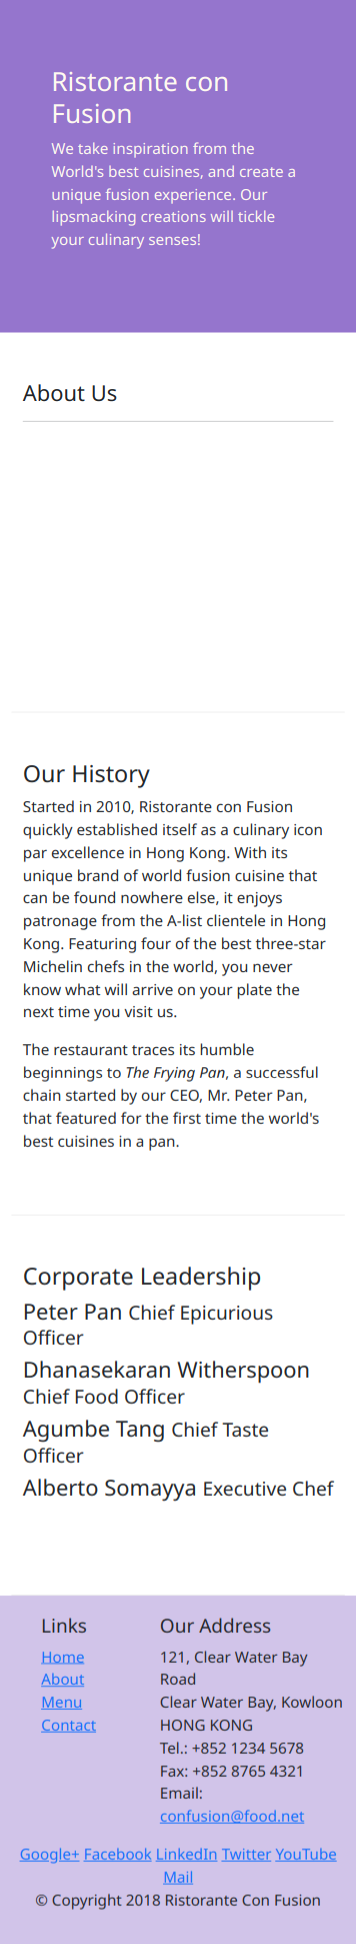 Ristorante con
Fusion
We take inspiration from the
World's best cuisines, and create a
unique fusion experience. Our
lipsmacking creations will tickle
your culinary senses!
About Us
Our History
Started in 2010, Ristorante con Fusion
quickly established itself as a culinary icon
par excellence in Hong Kong. With its
unique brand of world fusion cuisine that
can be found nowhere else, it enjoys
patronage from the A-list clientele in Hong
Kong. Featuring four of the best three-star
Michelin chefs in the world, you never
know what will arrive on your plate the
next time you visit us.
The restaurant traces its humble
beginnings to The Frying Pan, a successful
chain started by our CEO, Mr. Peter Pan,
that featured for the first time the world's
best cuisines in a pan.
Corporate Leadership
Peter Pan Chief Epicurious
Officer
Dhanasekaran Witherspoon
Chief Food Officer
Agumbe Tang Chief Taste
Officer
Alberto Somayya Executive Chef
Links
Home
About
Menu
Contact
Our Address
121, Clear Water Bay
Road
Clear Water Bay, Kowloon
HONG KONG
Tel.: +852 1234 5678
Fax: +852 8765 4321
Email:
confusion@food.net
Google+ Facebook LinkedIn Twitter YouTube
Mail
© Copyright 2018 Ristorante Con Fusion